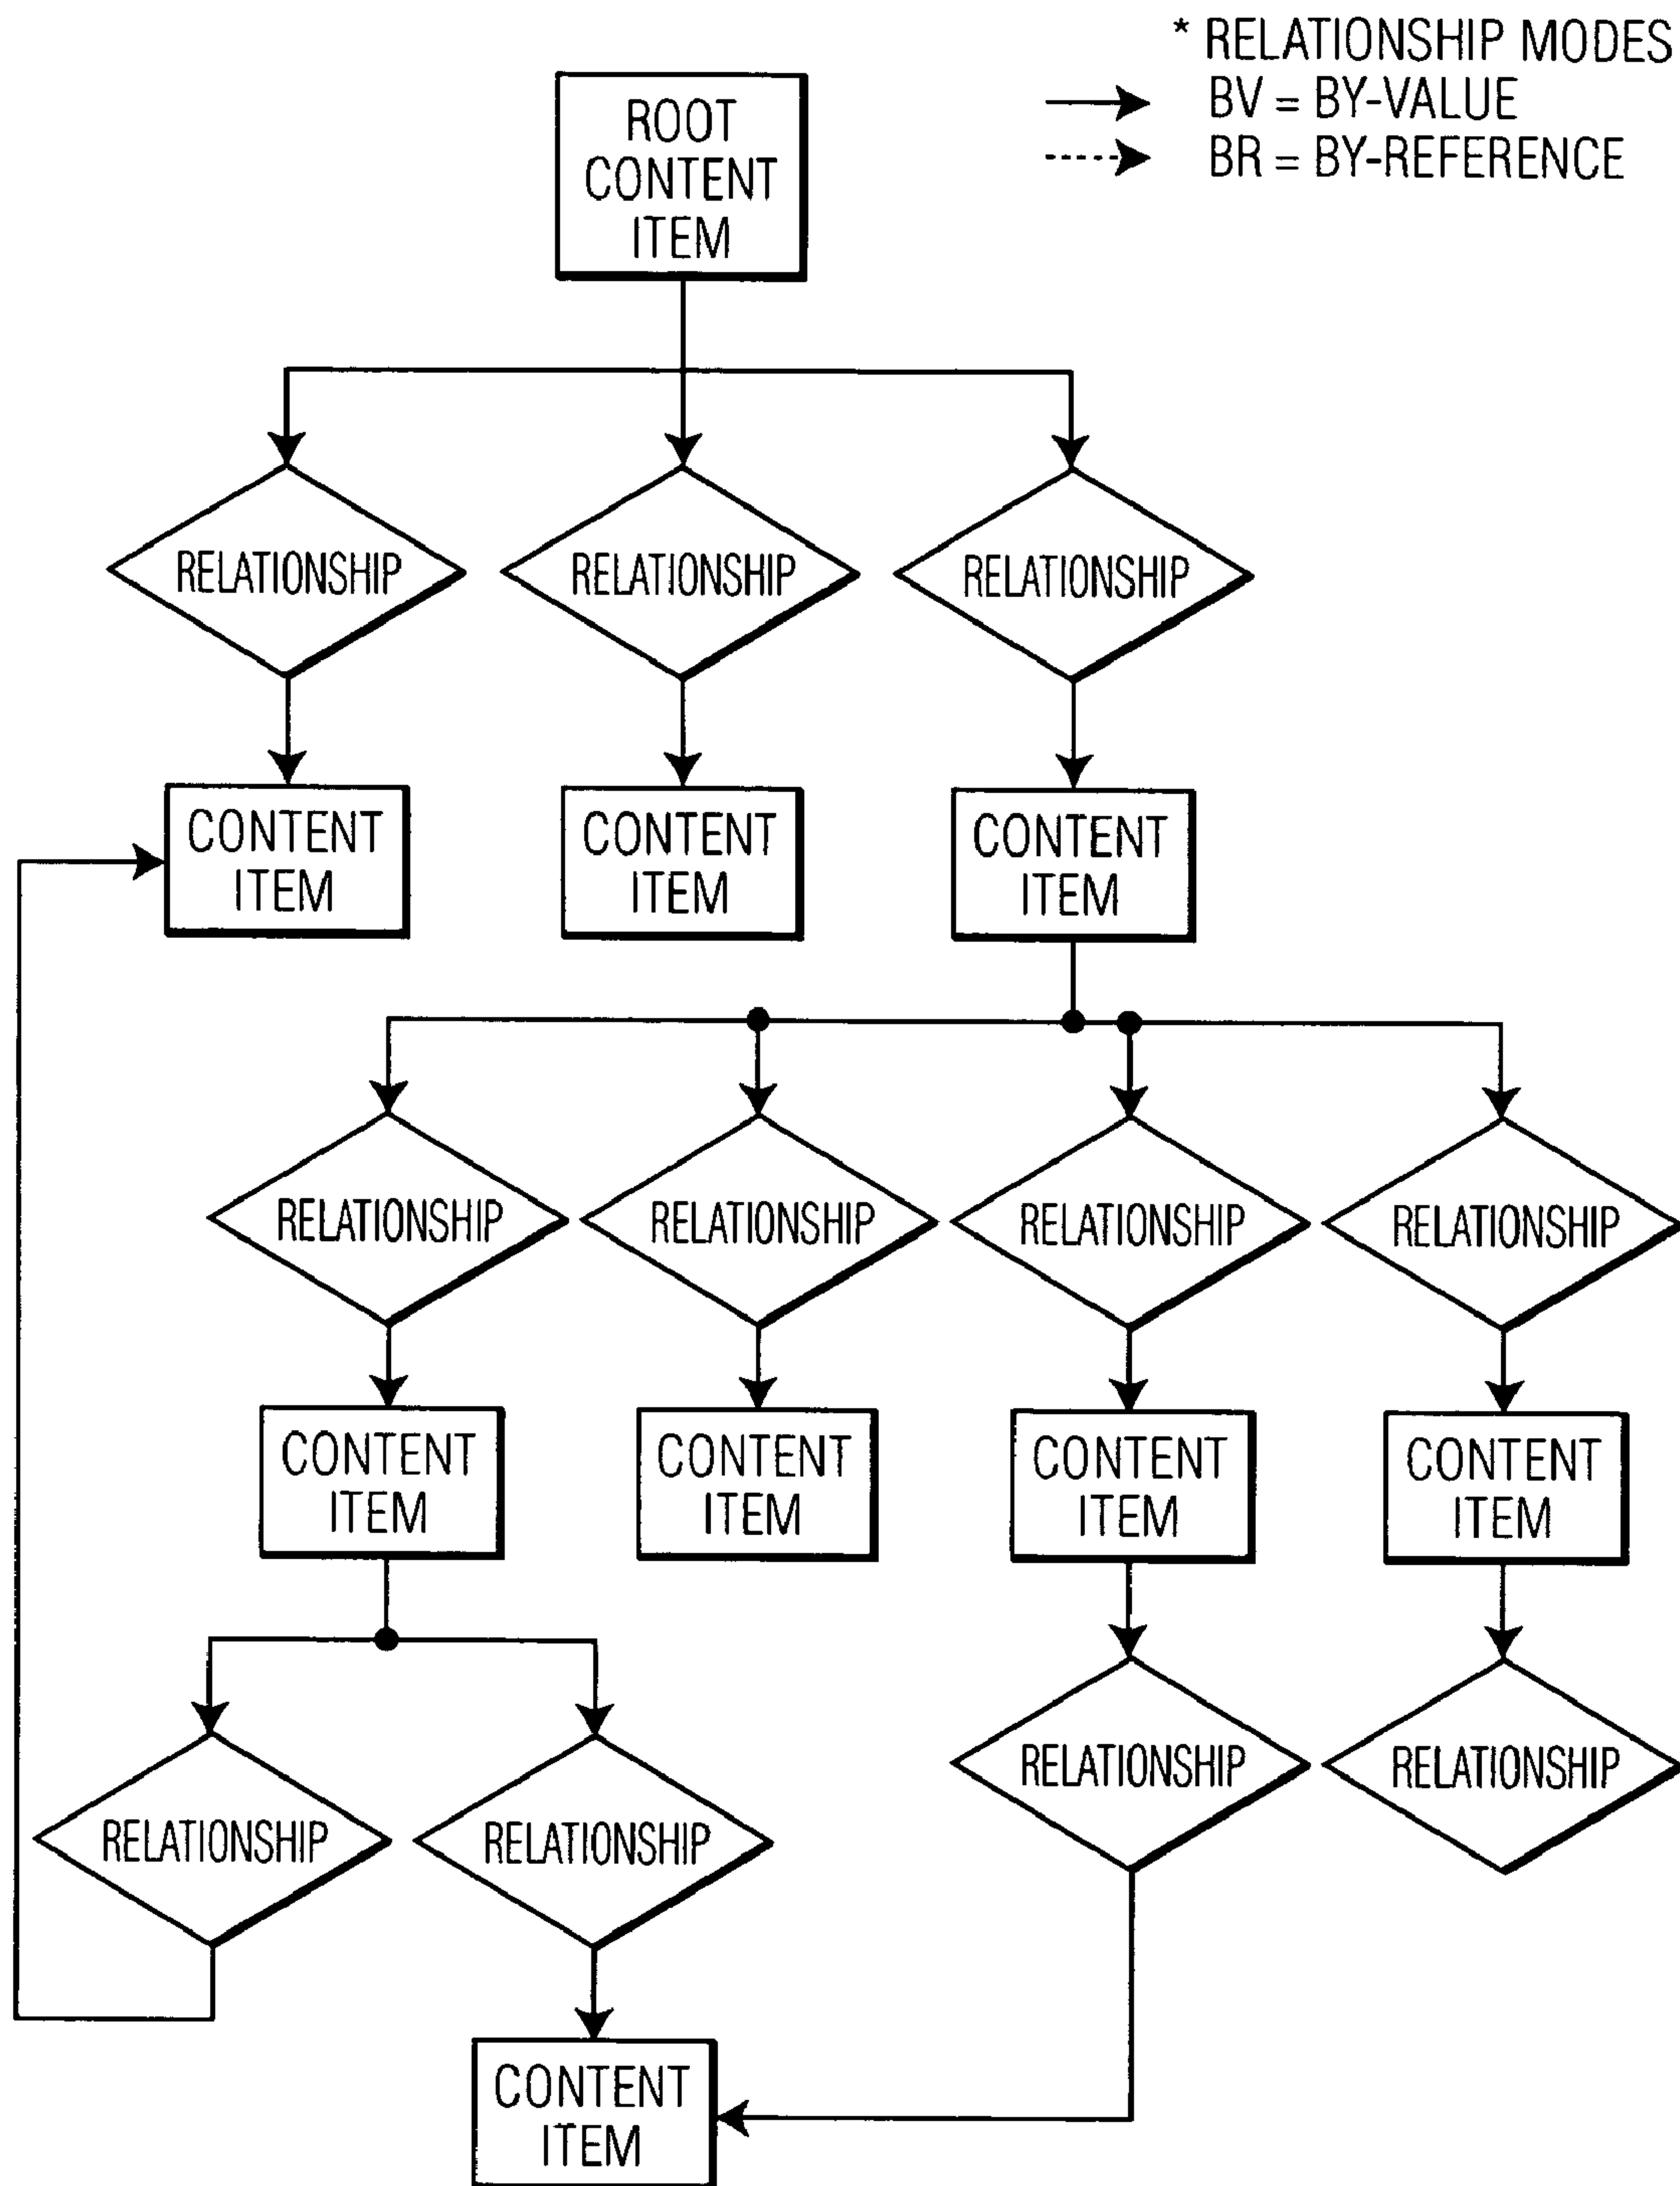 * RELATIONSHIP MODES
BV = BY-VALUE
BR = BY-REFERENCE
ROOT
CONTENT
ITEM
RELATIONSHIP
RELATIONSHIP
RELATIONSHIP
CONTENT
ITEM
CONTENT
ITEM
CONTENT
ITEM
RELATIONSHIP
RELATIONSHIP
RELATIONSHIP
RELATIONSHIP
CONTENT
ITEM
CONTENT
ITEM
CONTENT
ITEM
CONTENT
ITEM
RELATIONSHIP
RELATIONSHIP
RELATIONSHIP
RELATIONSHIP
CONTENT
ITEM